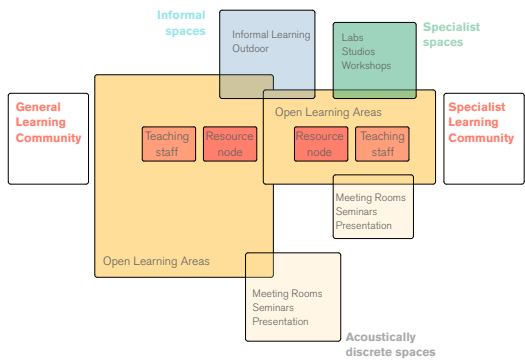 Informal
spaces
Informal Learning
Outdoor
Labs
Studios
Workshops
Specialist
spaces
General
Learning
Community
Open Learning Areas
Teaching
staff
Resource
node
Resource
node
Teaching
staff
Specialist
Learning
Community
Meeting Rooms
Seminars
Presentation
Open Learning Areas
Meeting Rooms
Seminars
Presentation
Acoustically
discrete spaces